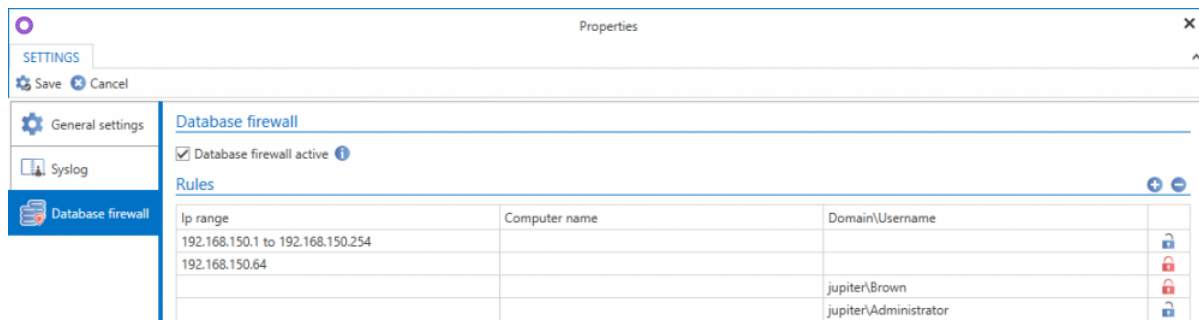 Properties
SETTINGS
Save Cancel
General settings
Syslog
Database firewall
Database firewall
Database firewall active
Rules
Ip range Computer name Domain\Username
192.168.150.1 to 192.168.150.254
192.168.150.64
jupiter\Brown
jupiter\Administrator